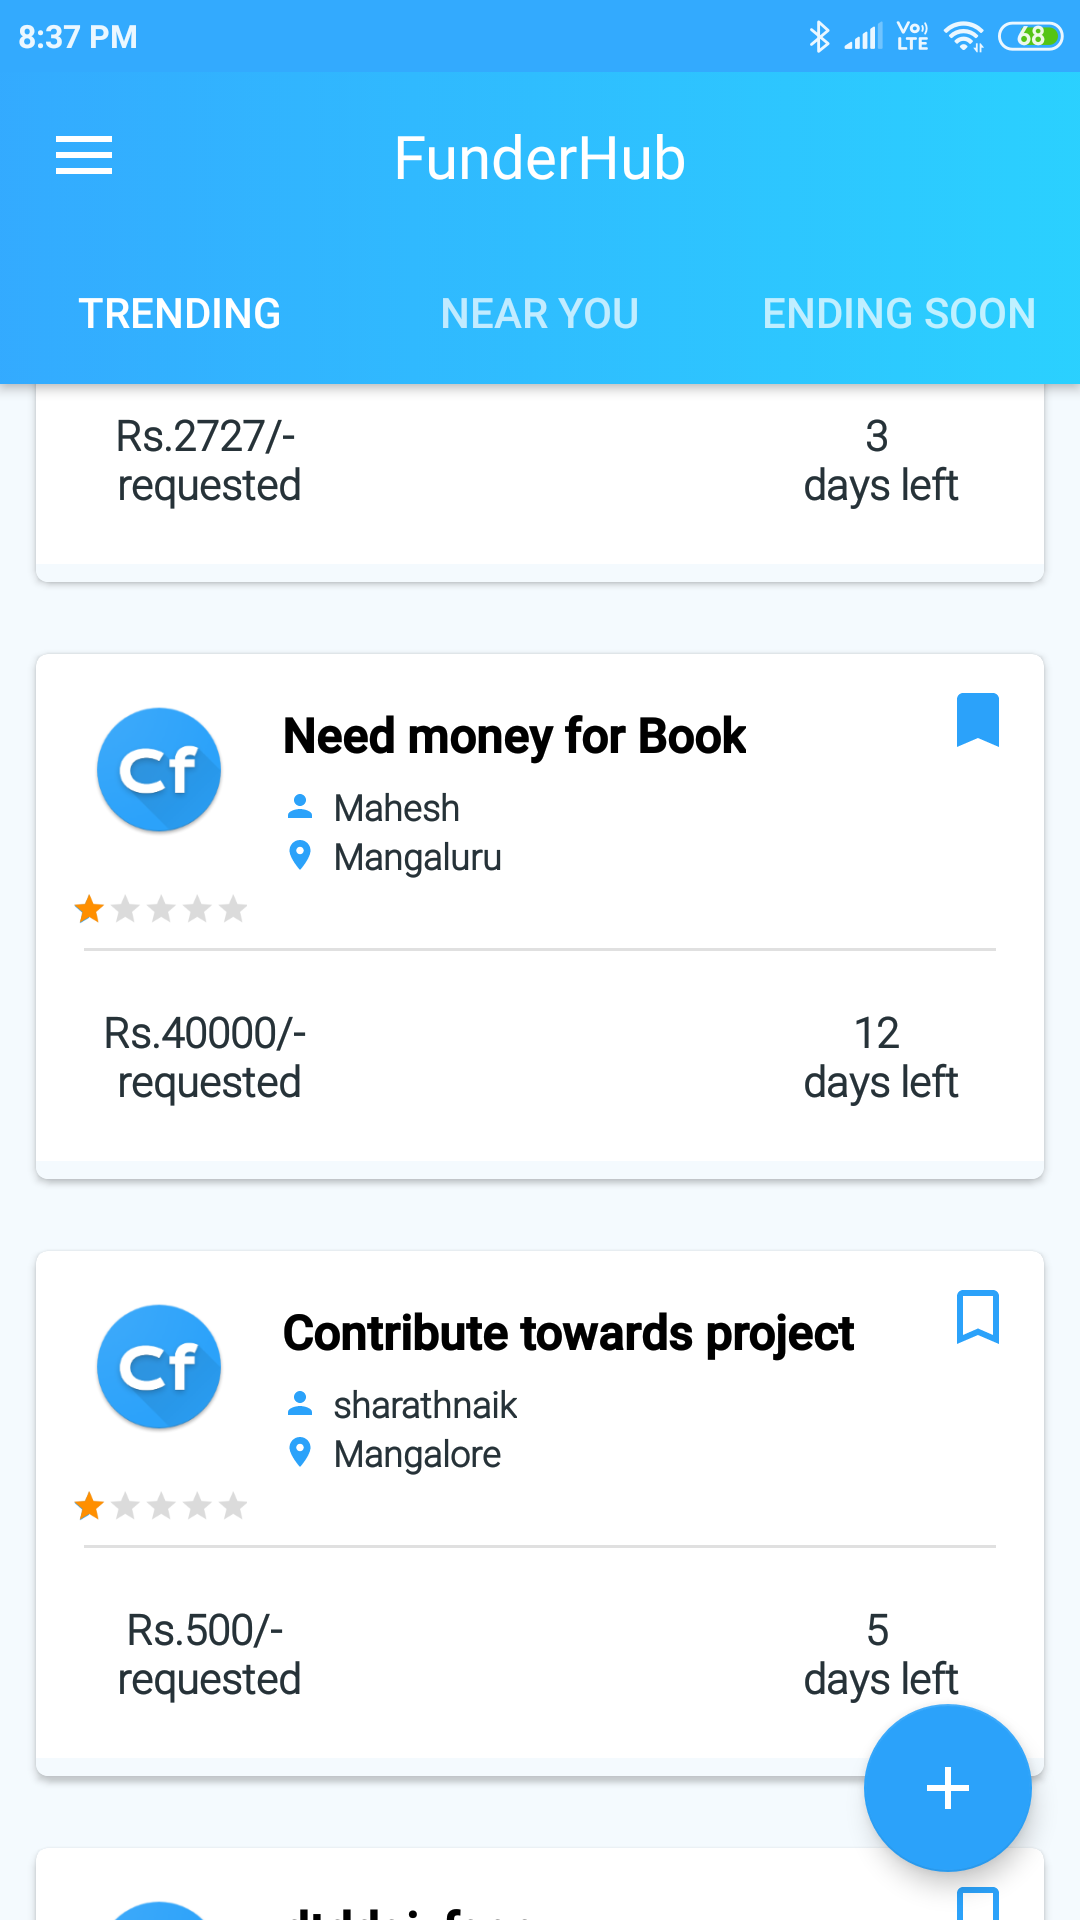 8:37 PM
Vo)) LTE
68
FunderHub
TRENDING
NEAR YOU
ENDING SOON
Rs.2727/-
requested
3
days left
Cf
Need money for Book
Mahesh
Mangaluru
Rs.40000/-
requested
12
days left
Cf
Contribute towards project
sharathnaik
Mangalore
Rs.500/-
requested
5
days left
+